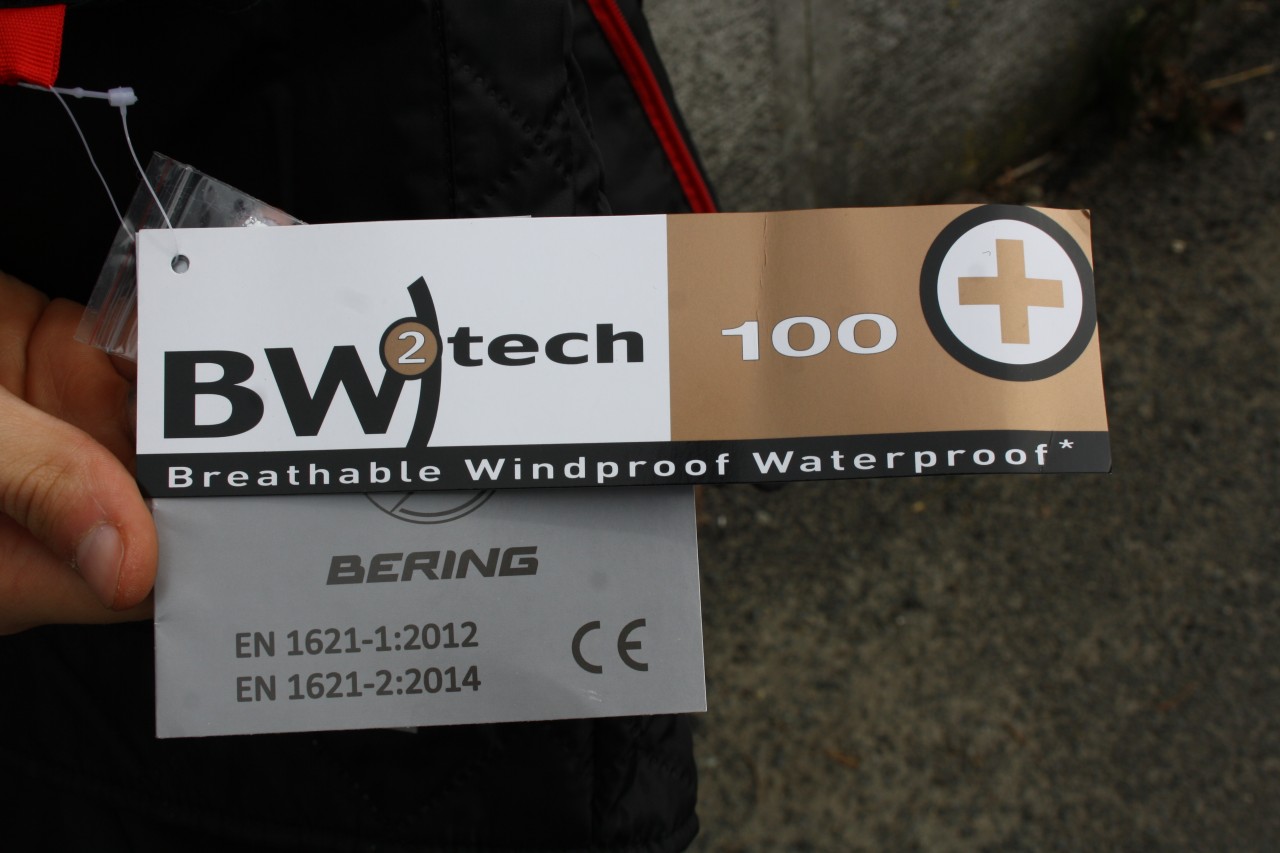 BW2tech
100
Breathable Windproof Waterproof*
BERING
EN 1621-1:2012
EN 1621-2:2014
CE